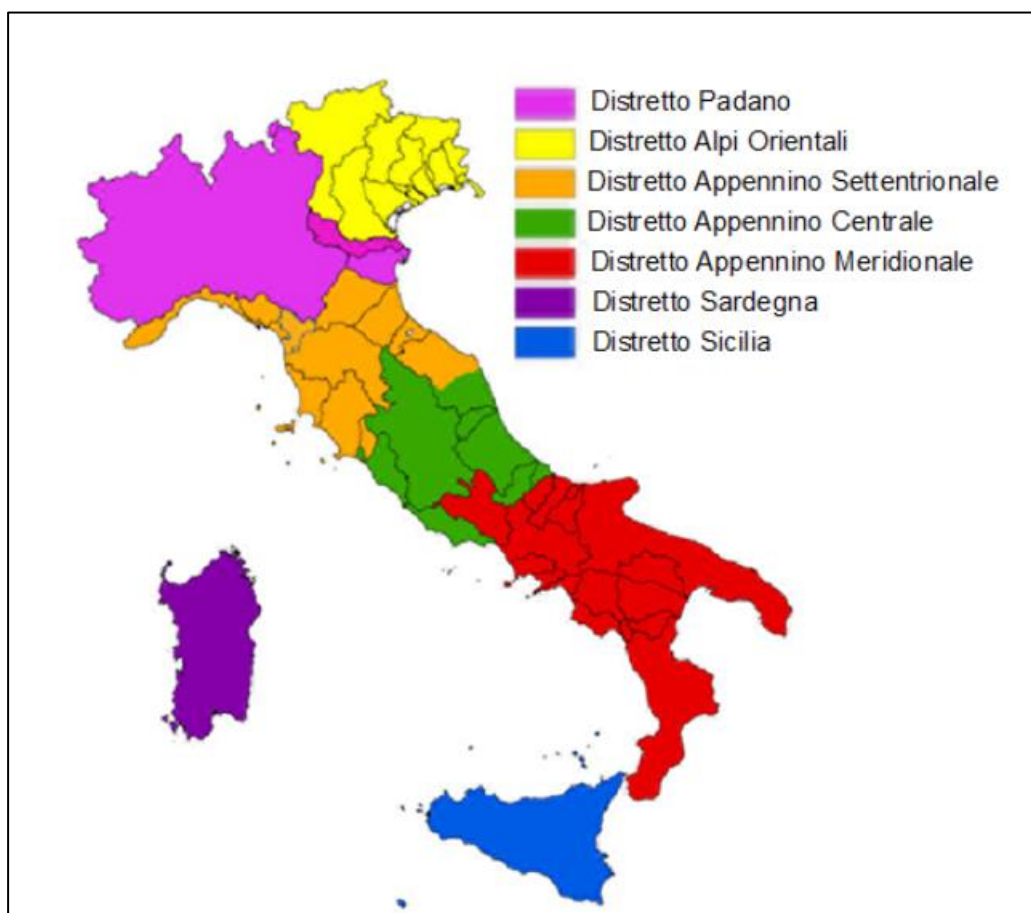 Distretto Padano
Distretto Alpi Orientali
Distretto Appennino Settentrionale
Distretto Appennino Centrale
Distretto Appennino Meridionale
Distretto Sardegna
Distretto Sicilia